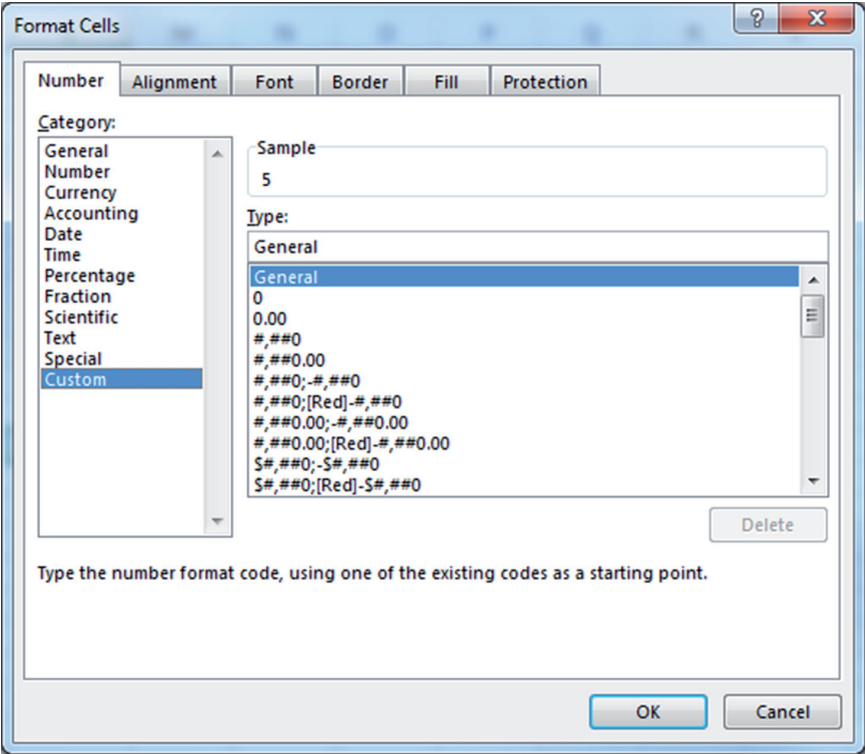 Format Cells
Number Alignment Font Border Fill Protection
Category:
General
Number
Currency
Accounting
Date
Time
Percentage
Fraction
Scientific
Text
Special
Custom
Sample
5
Type:
General
General
0
0.00
#,##0
#,##0.00
#,##0;-#,##0
#,##0;[Red]-#,##0
#,##0.00;-#,##0.00
#,##0.00;[Red]-#,##0.00
$#,##0;-$#,##0
$#,##0;[Red]-$#,##0
Delete
Type the number format code, using one of the existing codes as a starting point.
OK Cancel